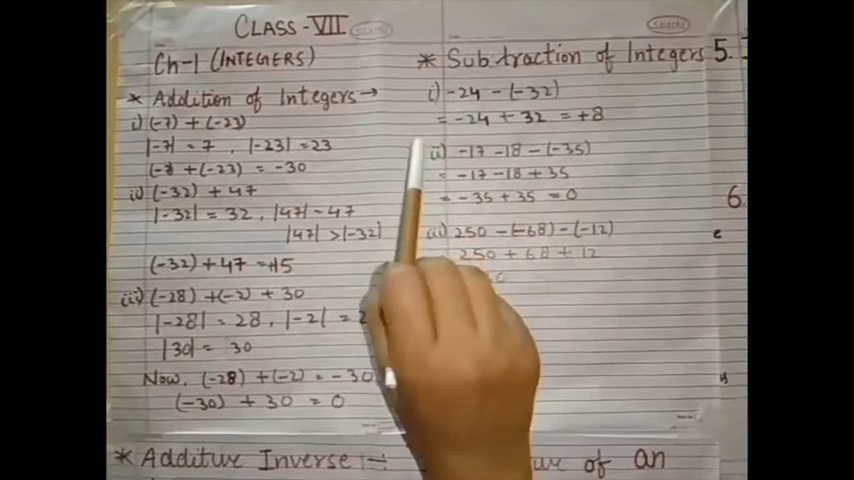 CLASS-VII
Ch-1 (INTEGERS)
* Addition of Integers →
i) (-7) + (-23)
|-7| = 7, |-23| = 23
(-7) + (-23) = -30
ii) (-32) + 47
|-32| = 32, |47| = 47
|47| > |-32|
(-32) + 47 = +15
iii) (-28) + (-2) + 30
|-28| = 28, |-2| =
|30| = 30
Now, (-28) + (-2) = -30
(-30) + 30 = 0
* Subtraction of Integers
i) -24 - (-32)
= -24 + 32 = +8
ii) -17 -18 - (-35)
= -17 -18 + 35
= -35 + 35 = 0
iii) 250 - (-68) - (-12)
250 + 68 + 12
5.
6.
* Additive Inverse :-
of an